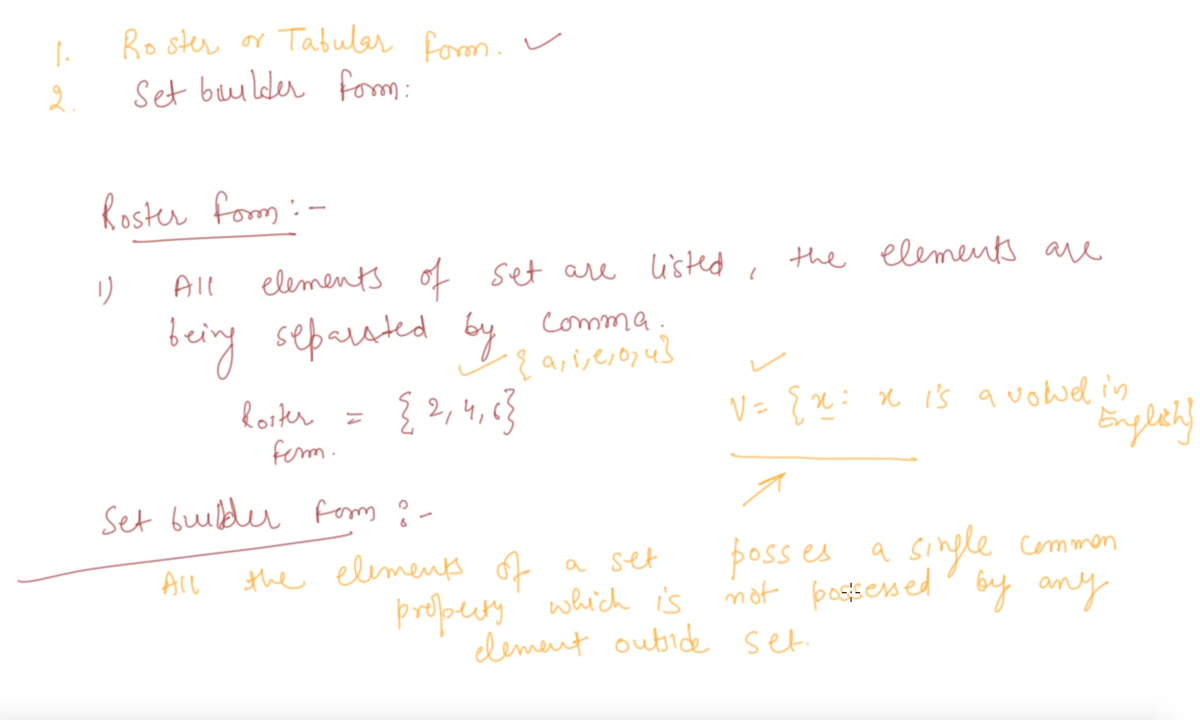 1. Roster or Tabular form.
2. Set builder form:
Roster form :-
1) All elements of set are listed, the elements are
being separated by comma.
{a, i, e, o, u}
Roster form. = {2, 4, 6}
V = {x: x is a vowel in English}
Set builder form :-
All the elements of a set posses a single common
property which is not possessed by any
element outside set.